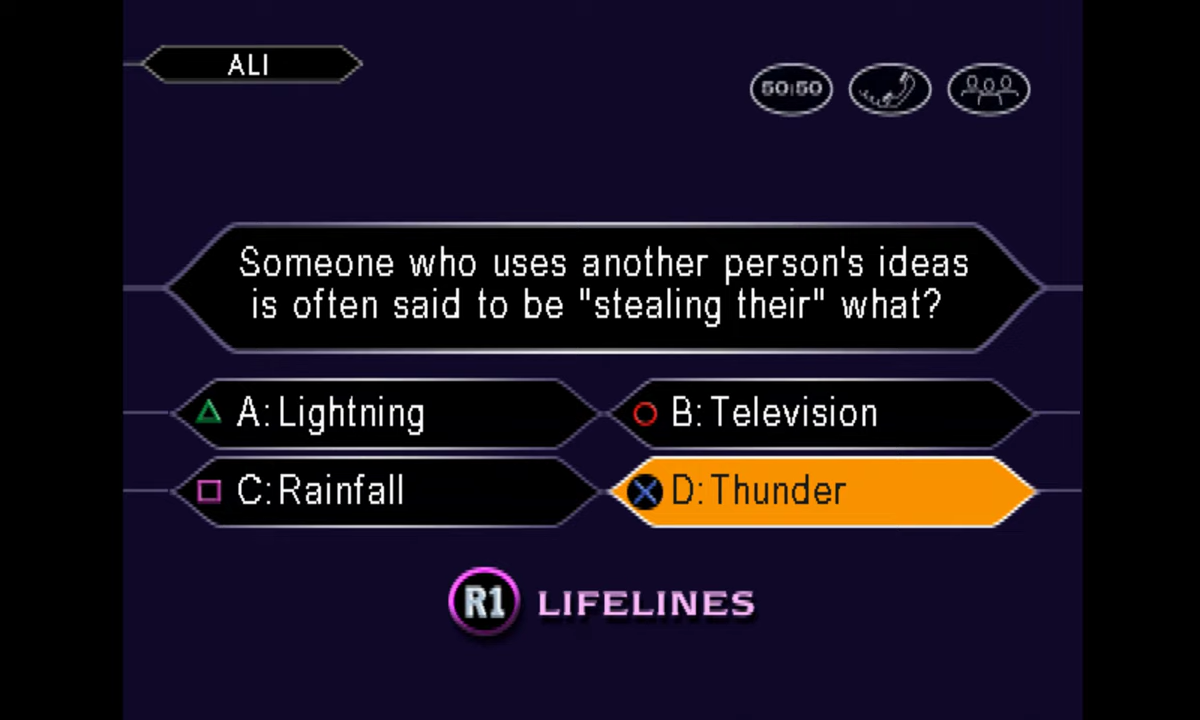 ALI
50:50
Someone who uses another person's ideas
is often said to be "stealing their" what?
A: Lightning
B: Television
C: Rainfall
D: Thunder
R1 LIFELINES